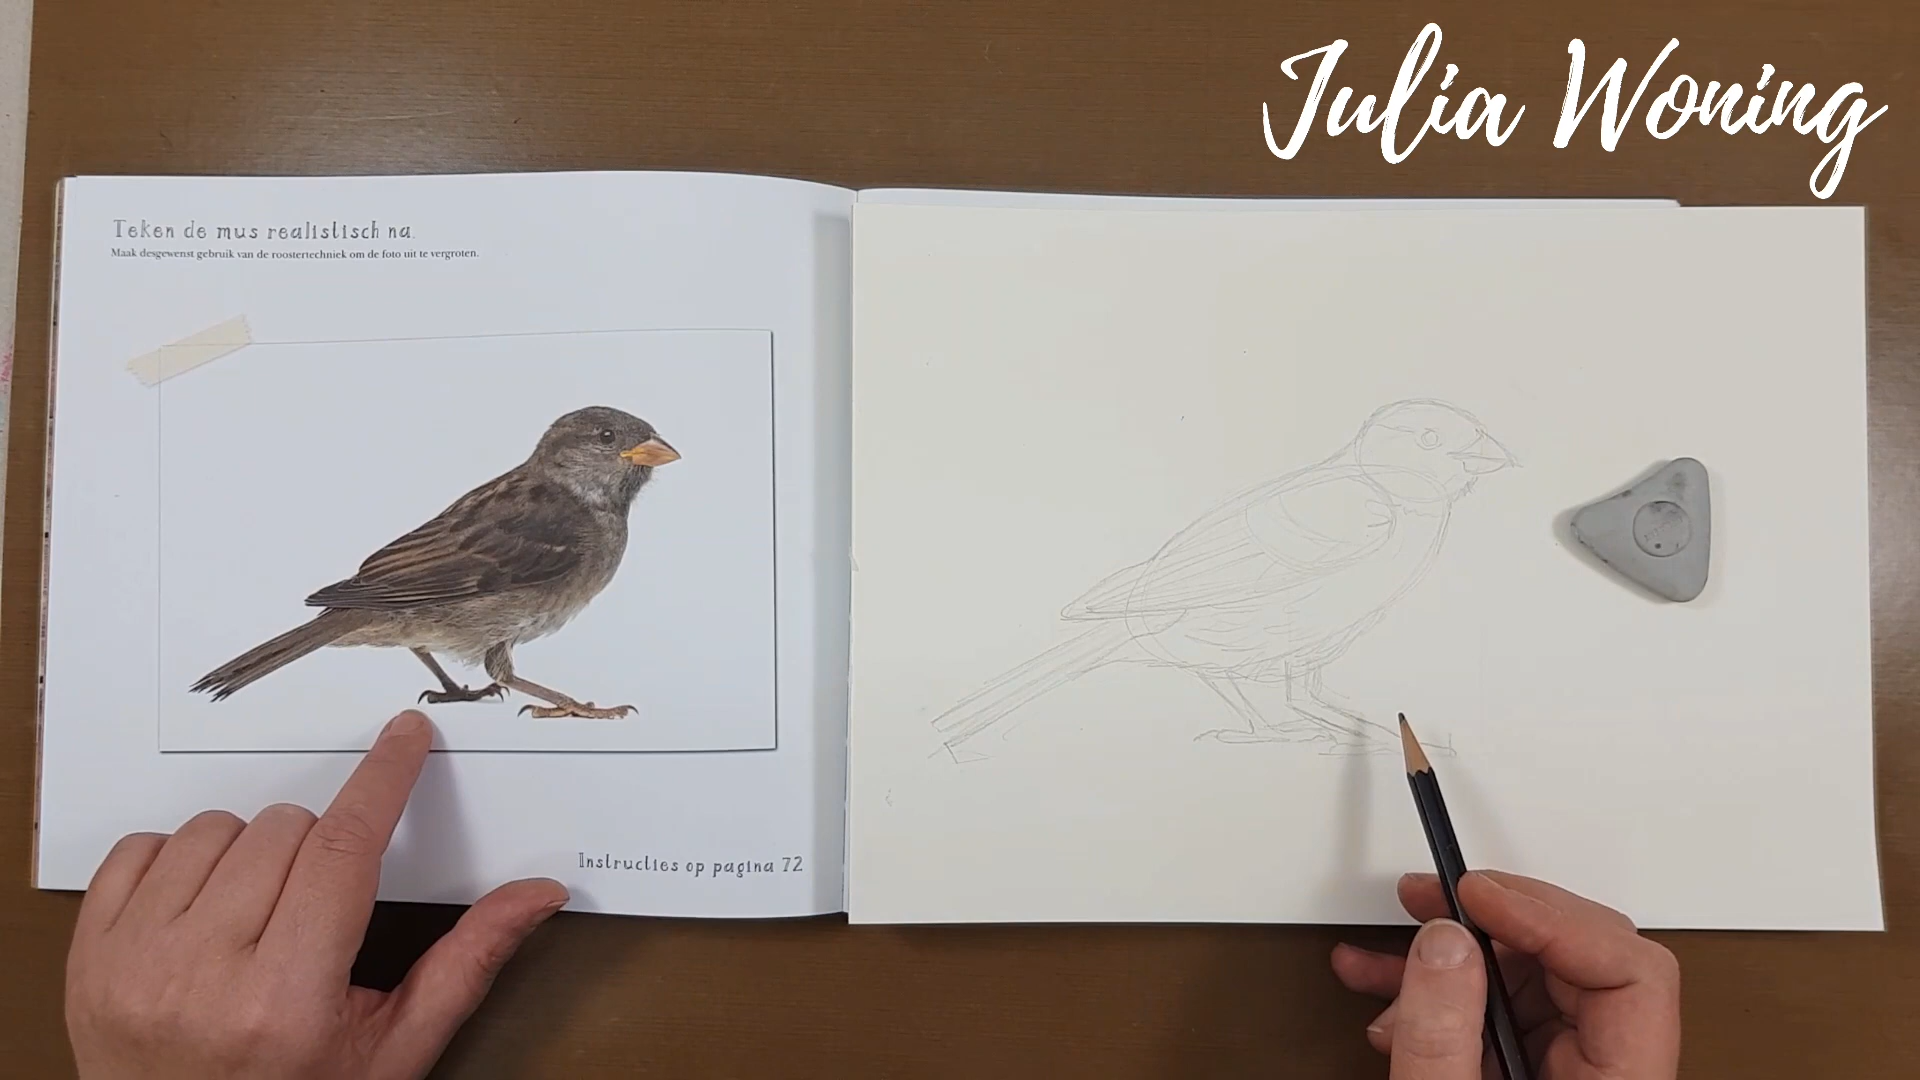 Julia Woning
Teken de mus realistisch na.
Maak desgewenst gebruik van de roostertechniek om de foto uit te vergroten.
Instructies op pagina 72